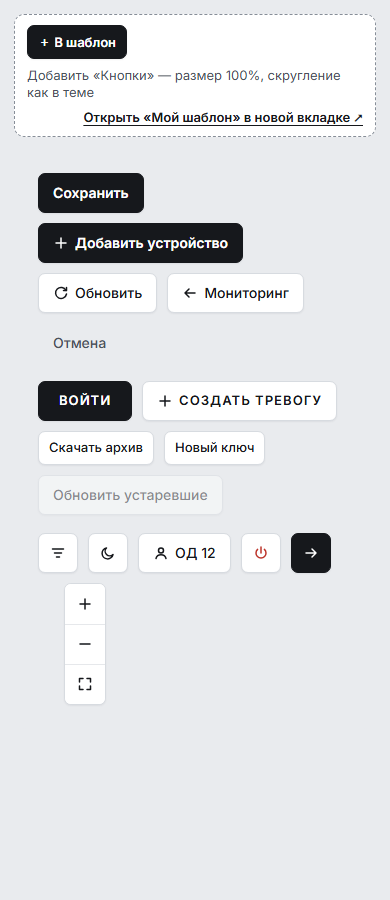 + В шаблон
Добавить «Кнопки» — размер 100%, скругление
как в теме
Открыть «Мой шаблон» в новой вкладке ↗
Сохранить
+ Добавить устройство
Обновить
← Мониторинг
Отмена
ВОЙТИ
+ СОЗДАТЬ ТРЕВОГУ
Скачать архив
Новый ключ
Обновить устаревшие
ОД 12